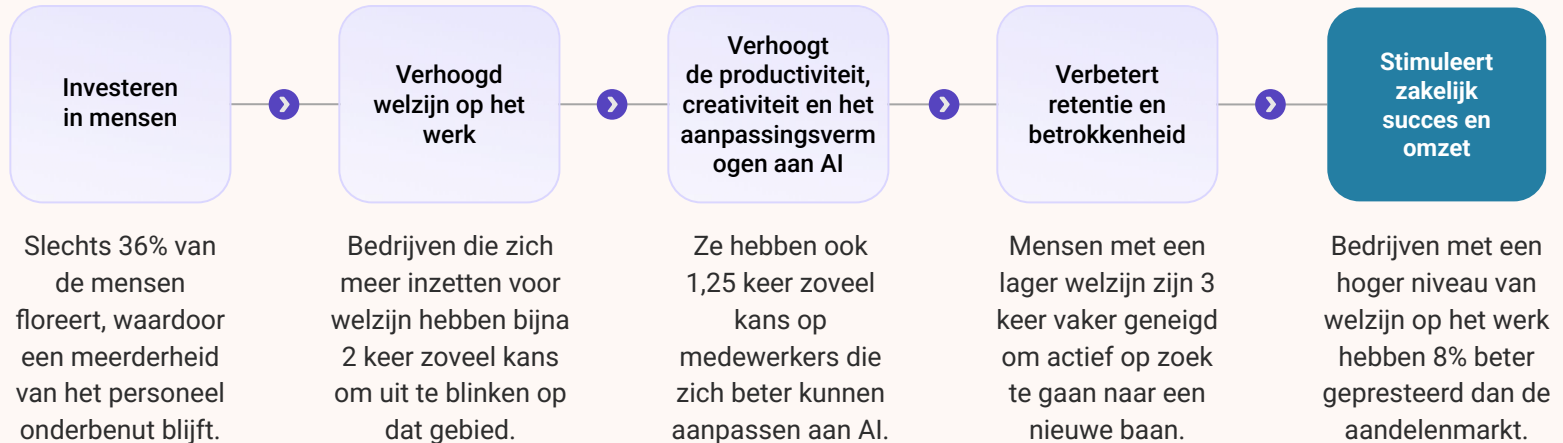 Investeren
in mensen
Verhoogd
welzijn op het
werk
Verhoogt
de productiviteit,
creativiteit en het
aanpassingsverm
ogen aan AI
Verbetert
retentie en
betrokkenheid
Stimuleert
zakelijk
succes en
omzet
Slechts 36% van
de mensen
floreert, waardoor
een meerderheid
van het personeel
onderbenut blijft.
Bedrijven die zich
meer inzetten voor
welzijn hebben bijna
2 keer zoveel kans
om uit te blinken op
dat gebied.
Ze hebben ook
1,25 keer zoveel
kans op
medewerkers die
zich beter kunnen
aanpassen aan AI.
Mensen met een
lager welzijn zijn 3
keer vaker geneigd
om actief op zoek
te gaan naar een
nieuwe baan.
Bedrijven met een
hoger niveau van
welzijn op het werk
hebben 8% beter
gepresteerd dan de
aandelenmarkt.